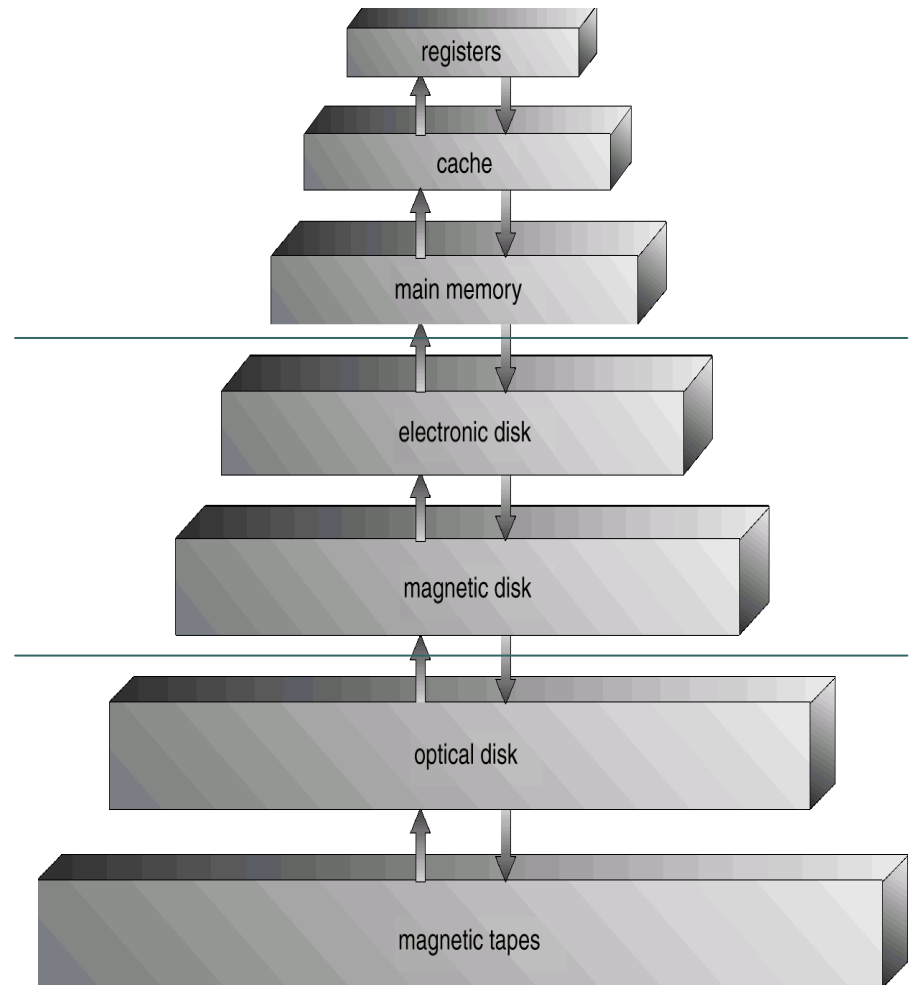 registers
cache
main memory
electronic disk
magnetic disk
optical disk
magnetic tapes